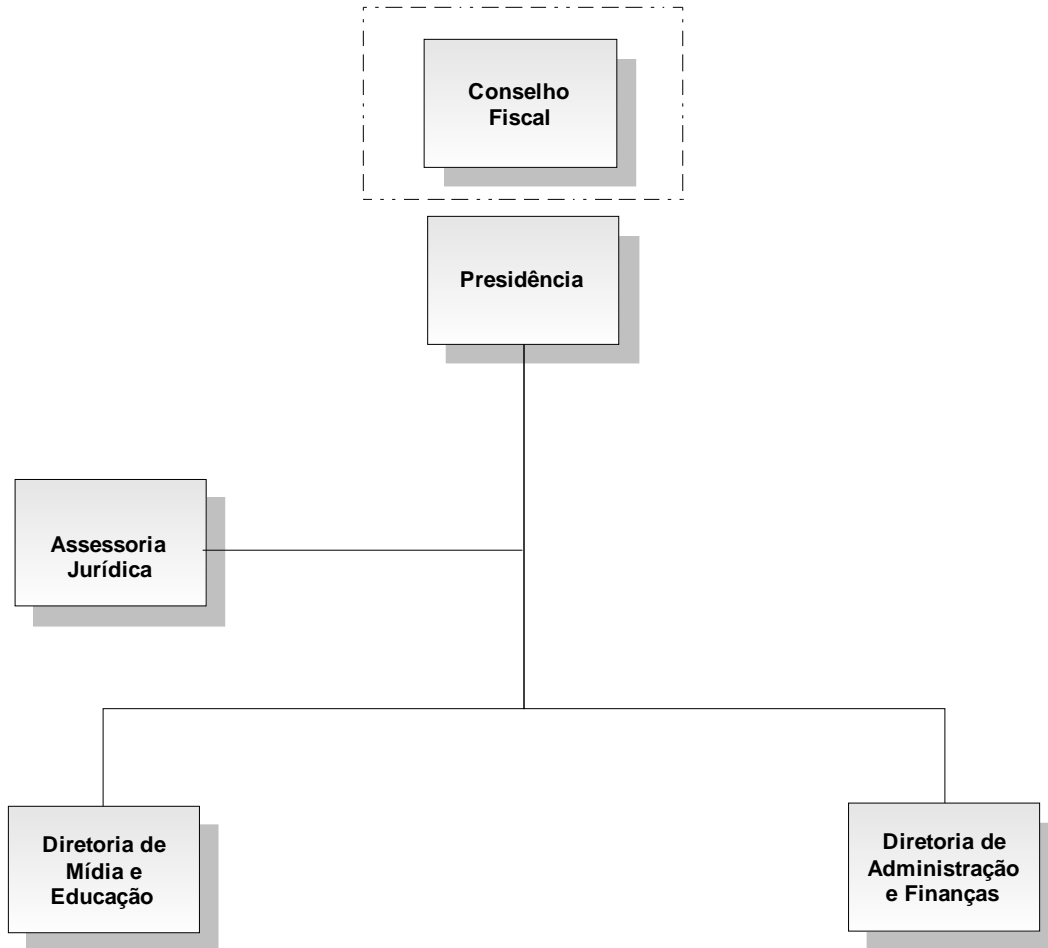 Conselho
Fiscal
Presidência
Assessoria
Jurídica
Diretoria de
Mídia e
Educação
Diretoria de
Administração
e Finanças